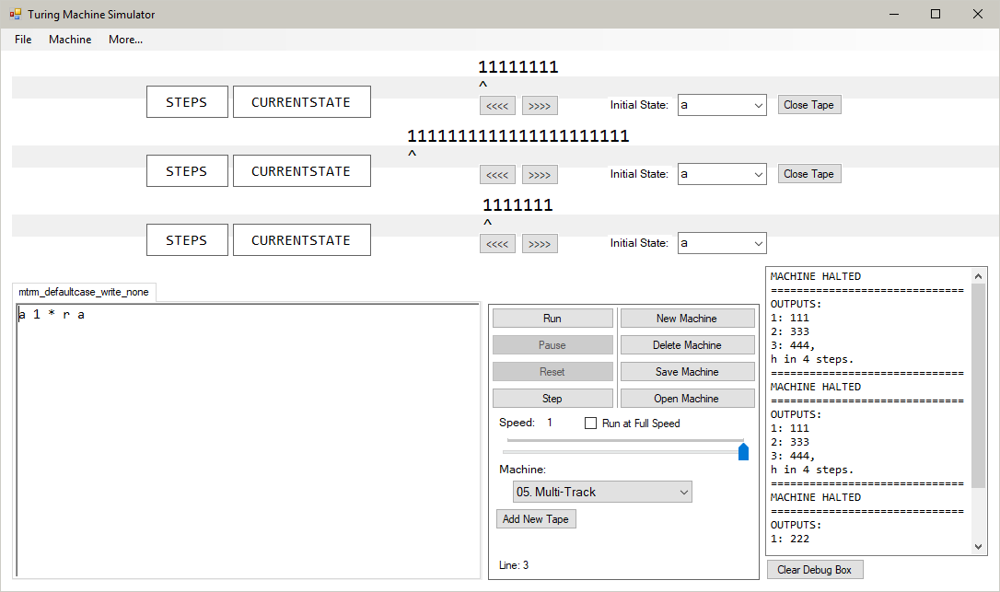 Turing Machine Simulator
File Machine More...
11111111
^
STEPS CURRENTSTATE <<<< >>>> Initial State: a Close Tape
1111111111111111111111
^
STEPS CURRENTSTATE <<<< >>>> Initial State: a Close Tape
1111111
^
STEPS CURRENTSTATE <<<< >>>> Initial State: a
mtrm_defaultcase_write_none
a 1 * r a
Run New Machine
Pause Delete Machine
Reset Save Machine
Step Open Machine
Speed: 1 Run at Full Speed
Machine:
05. Multi-Track
Add New Tape
Line: 3
MACHINE HALTED
==============================
OUTPUTS:
1: 111
2: 333
3: 444,
h in 4 steps.
==============================
MACHINE HALTED
==============================
OUTPUTS:
1: 111
2: 333
3: 444,
h in 4 steps.
==============================
MACHINE HALTED
==============================
OUTPUTS:
1: 222
Clear Debug Box